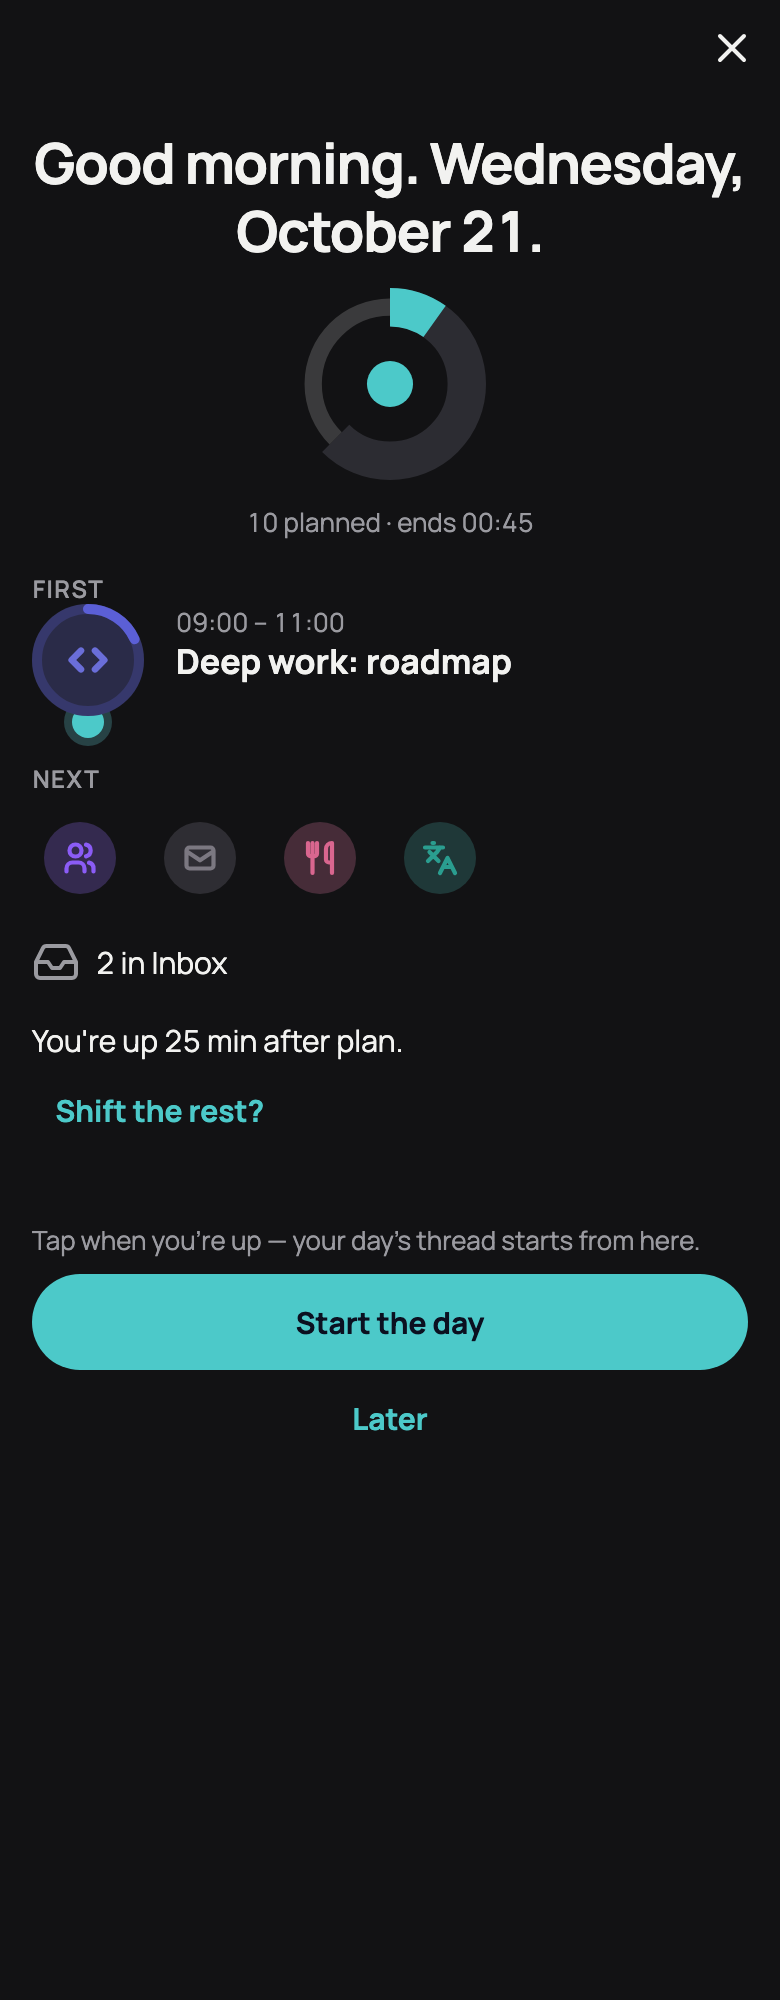 Good morning. Wednesday,
October 21.
10 planned · ends 00:45
FIRST
09:00 – 11:00
Deep work: roadmap
NEXT
2 in Inbox
You're up 25 min after plan.
Shift the rest?
Tap when you’re up — your day’s thread starts from here.
Start the day
Later